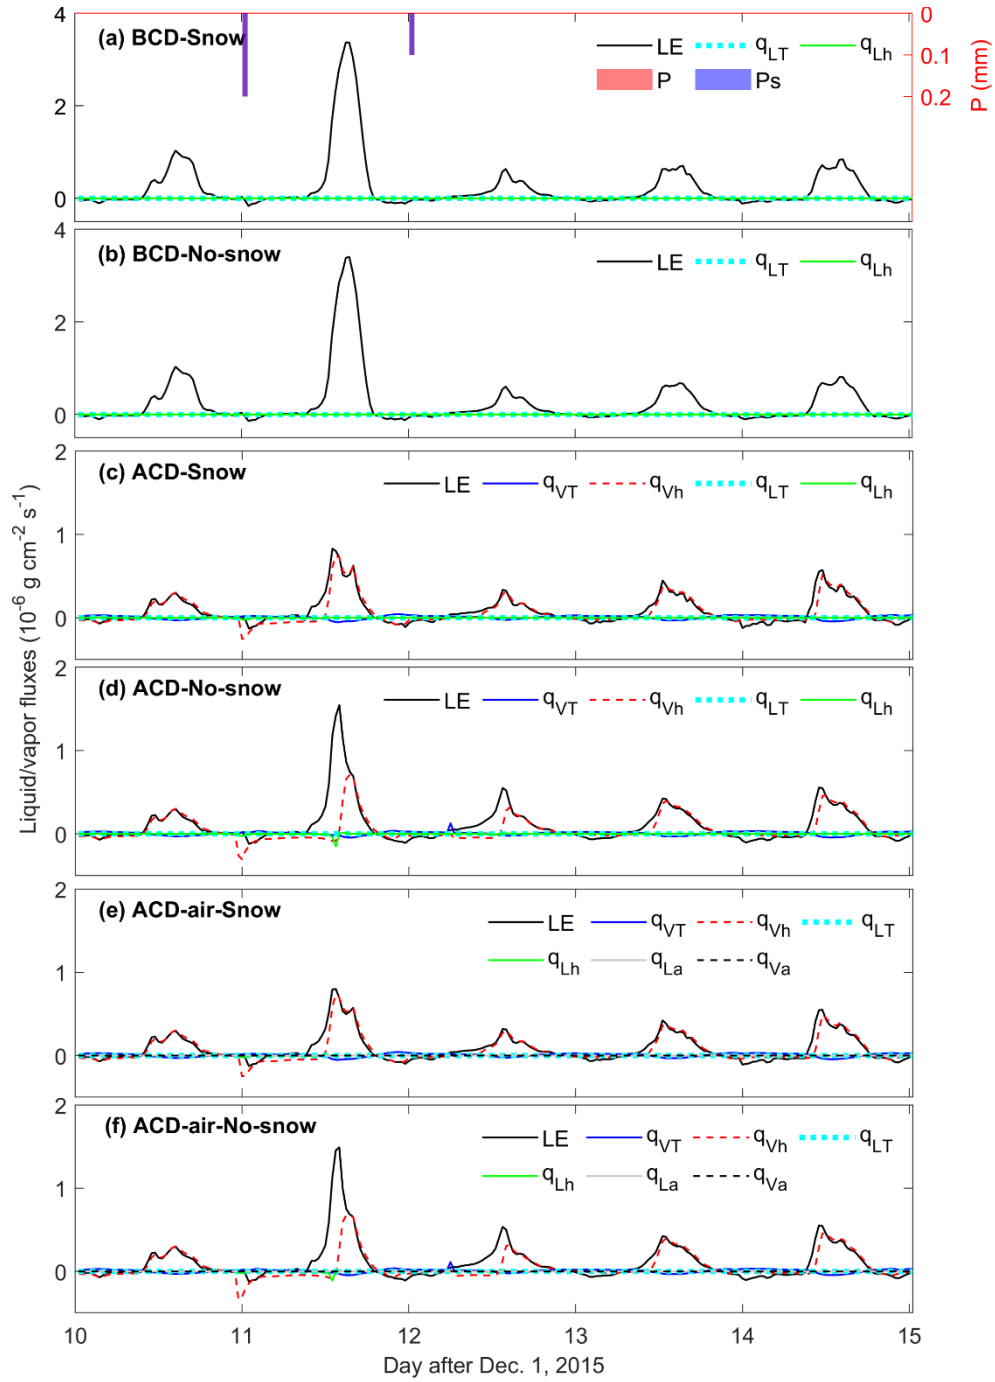 4
(a) BCD-Snow
LE
qLT
qLh
P
Ps
2
0
0
0.1
0.2
P (mm)
4
(b) BCD-No-snow
LE
qLT
qLh
2
0
2
(c) ACD-Snow
LE
qVT
qVh
qLT
qLh
1
0
2
(d) ACD-No-snow
LE
qVT
qVh
qLT
qLh
1
0
Liquid/vapor fluxes (10-6 g cm-2 s-1)
2
(e) ACD-air-Snow
LE
qVT
qVh
qLT
qLh
qLa
qVa
1
0
2
(f) ACD-air-No-snow
LE
qVT
qVh
qLT
qLh
qLa
qVa
1
0
10 11 12 13 14 15
Day after Dec. 1, 2015